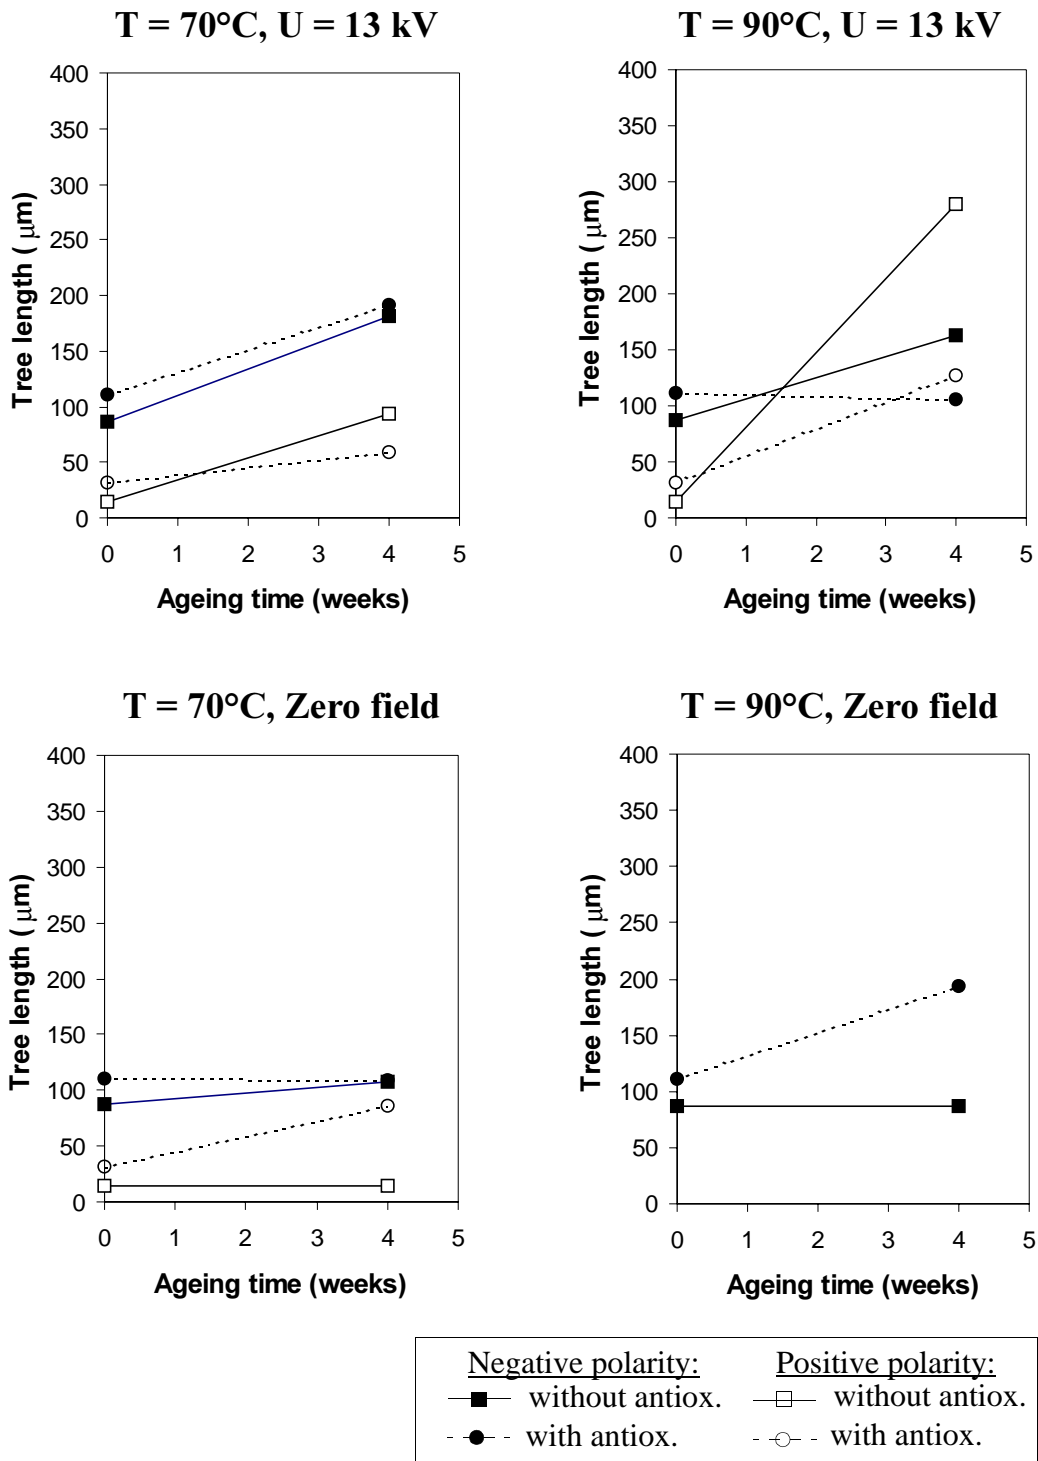 T = 70°C, U = 13 kV
400
350
300
250
200
150
100
50
0
Tree length ( μm)
0 1 2 3 4 5
Ageing time (weeks)
T = 90°C, U = 13 kV
400
350
300
250
200
150
100
50
0
Tree length ( μm)
0 1 2 3 4 5
Ageing time (weeks)
T = 70°C, Zero field
400
350
300
250
200
150
100
50
0
Tree length ( μm)
0 1 2 3 4 5
Ageing time (weeks)
T = 90°C, Zero field
400
350
300
250
200
150
100
50
0
Tree length ( μm)
0 1 2 3 4 5
Ageing time (weeks)
Negative polarity:
without antiox.
with antiox.
Positive polarity:
without antiox.
with antiox.